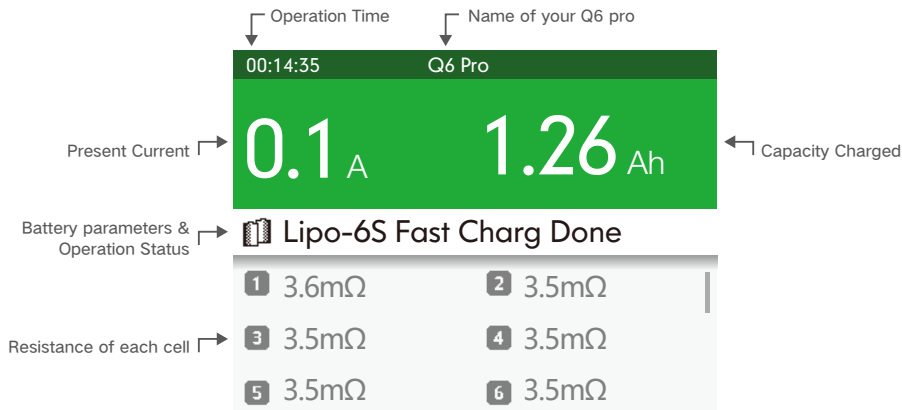 Operation Time
Name of your Q6 pro
00:14:35
Q6 Pro
Present Current
0.1 A
1.26 Ah
Capacity Charged
Battery parameters &
Operation Status
Lipo-6S Fast Charg Done
1 3.6mΩ
2 3.5mΩ
Resistance of each cell
3 3.5mΩ
4 3.5mΩ
5 3.5mΩ
6 3.5mΩ